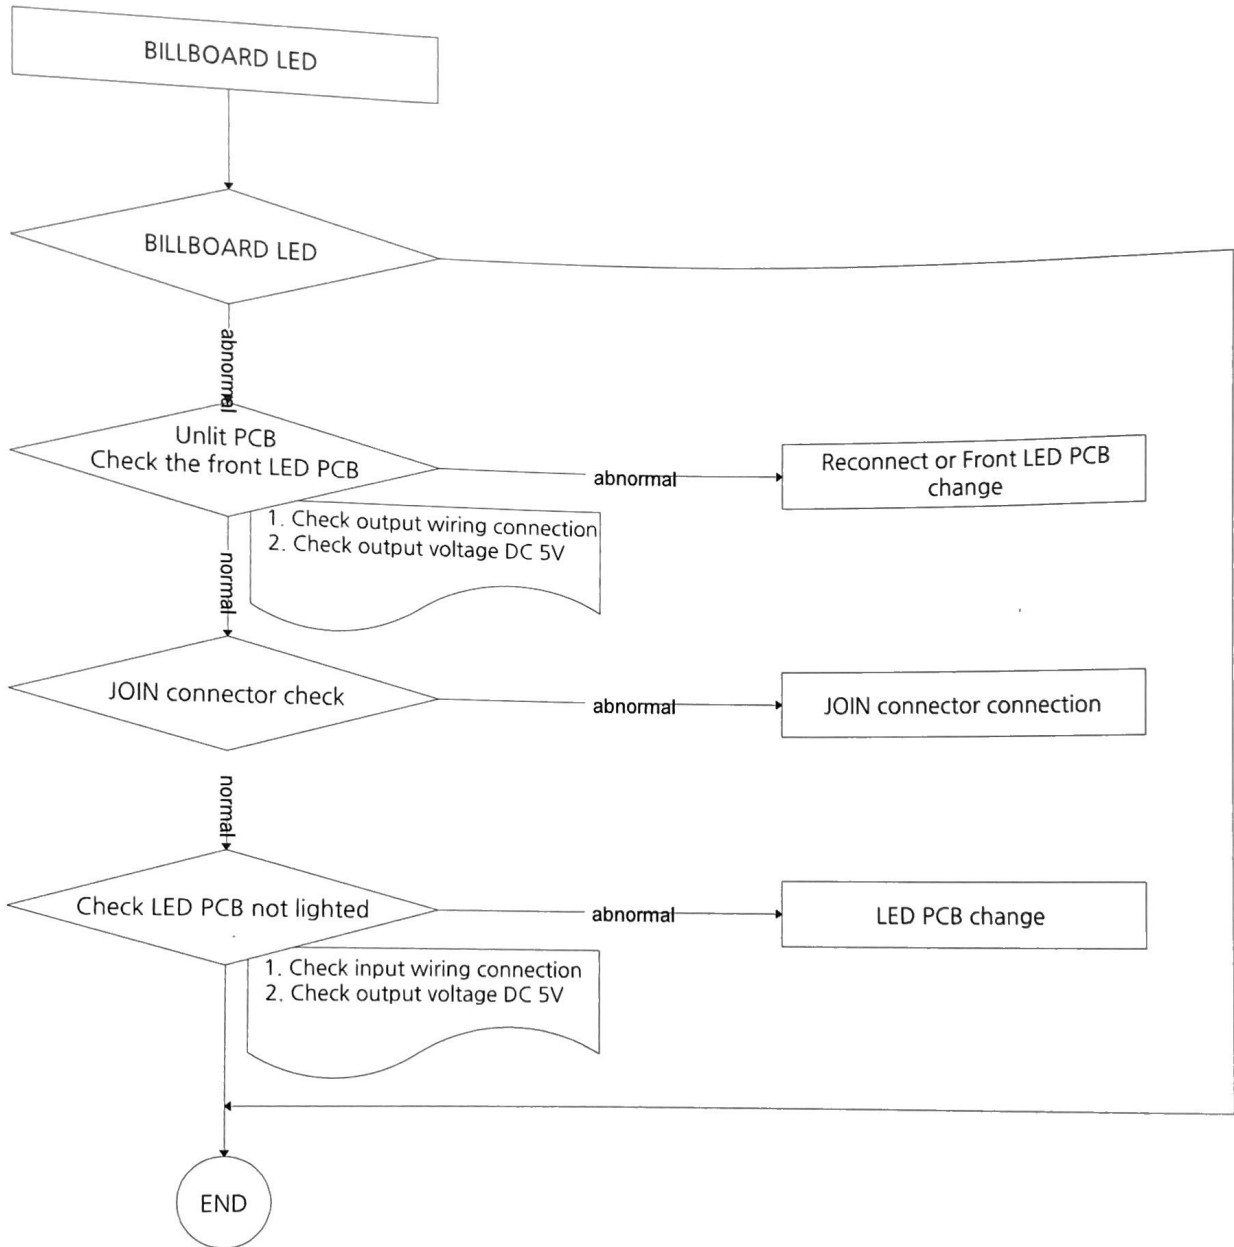 BILLBOARD LED
BILLBOARD LED
abnormal
Unlit PCB
Check the front LED PCB
abnormal
Reconnect or Front LED PCB
change
1. Check output wiring connection
2. Check output voltage DC 5V
normal
JOIN connector check
abnormal
JOIN connector connection
normal
Check LED PCB not lighted
abnormal
LED PCB change
1. Check input wiring connection
2. Check output voltage DC 5V
END